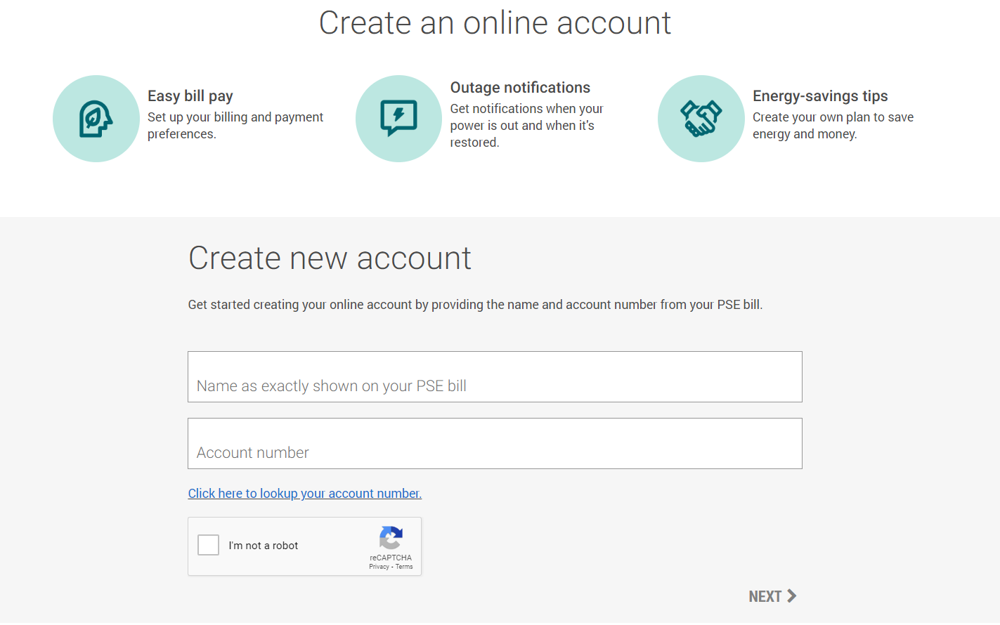 Create an online account
Easy bill pay
Set up your billing and payment
preferences.
Outage notifications
Get notifications when your
power is out and when it's
restored.
Energy-savings tips
Create your own plan to save
energy and money.
Create new account
Get started creating your online account by providing the name and account number from your PSE bill.
Name as exactly shown on your PSE bill
Account number
Click here to lookup your account number.
I'm not a robot
reCAPTCHA
Privacy - Terms
NEXT